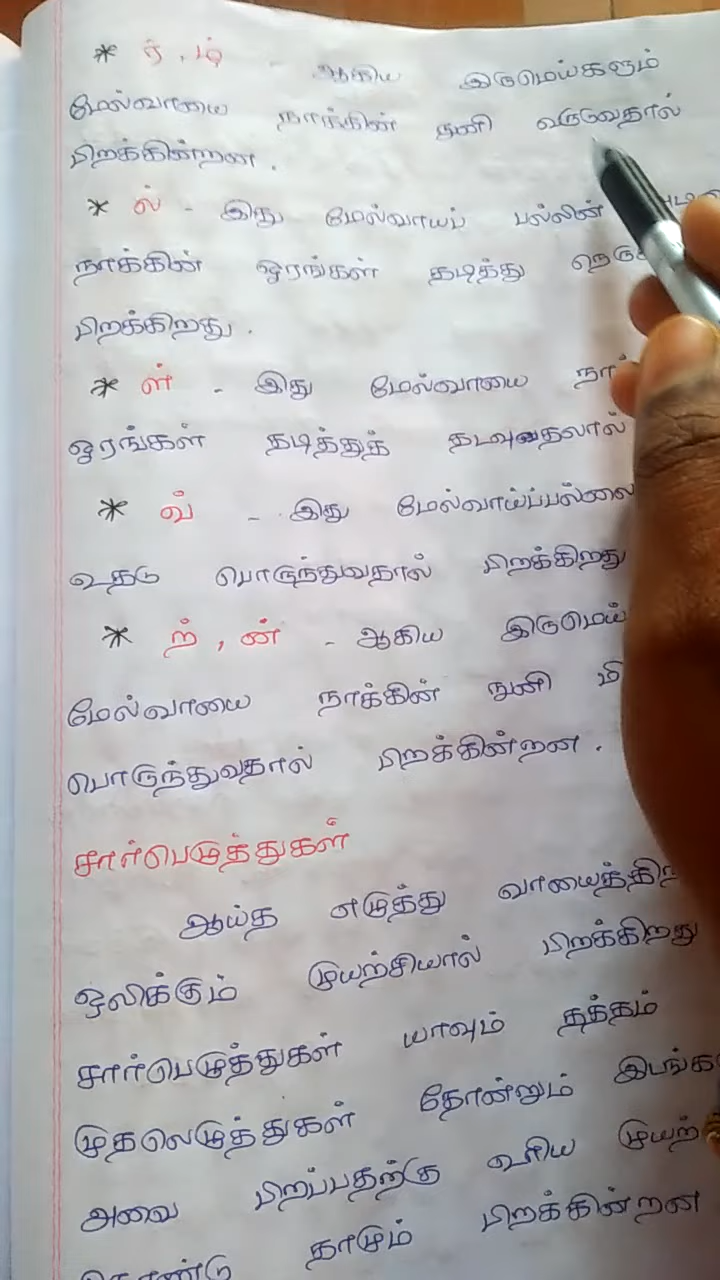 * ர், ழ் - ஆகிய இருமெய்களும்
மேல்வாயை நாக்கின் நுனி வருவதால்
பிறக்கின்றன.
* ல் - இது மேல்வாய்ப் பல்லின்
நாக்கின் ஓரங்கள் தடித்து
பிறக்கிறது.
* ள் - இது மேல்வாயை
ஓரங்கள் தடித்துத் தடவுதலால்
* வ் - இது மேல்வாய்ப்பல்லை
உதடு பொருந்துவதால் பிறக்கிறது
* ற், ன் - ஆகிய இருமெய்
மேல்வாயை நாக்கின் நுனி மி
பொருந்துவதால் பிறக்கின்றன.
சார்பெழுத்துகள்
ஆய்த எழுத்து வாயைத்தி
ஒலிக்கும் முயற்சியால் பிறக்கிறது
சார்பெழுத்துகள் யாவும் தத்தம்
முதலெழுத்துகள் தோன்றும் இடங்க
அவை பிறப்பதற்கு உரிய முயற்
தாமும் பிறக்கின்றன